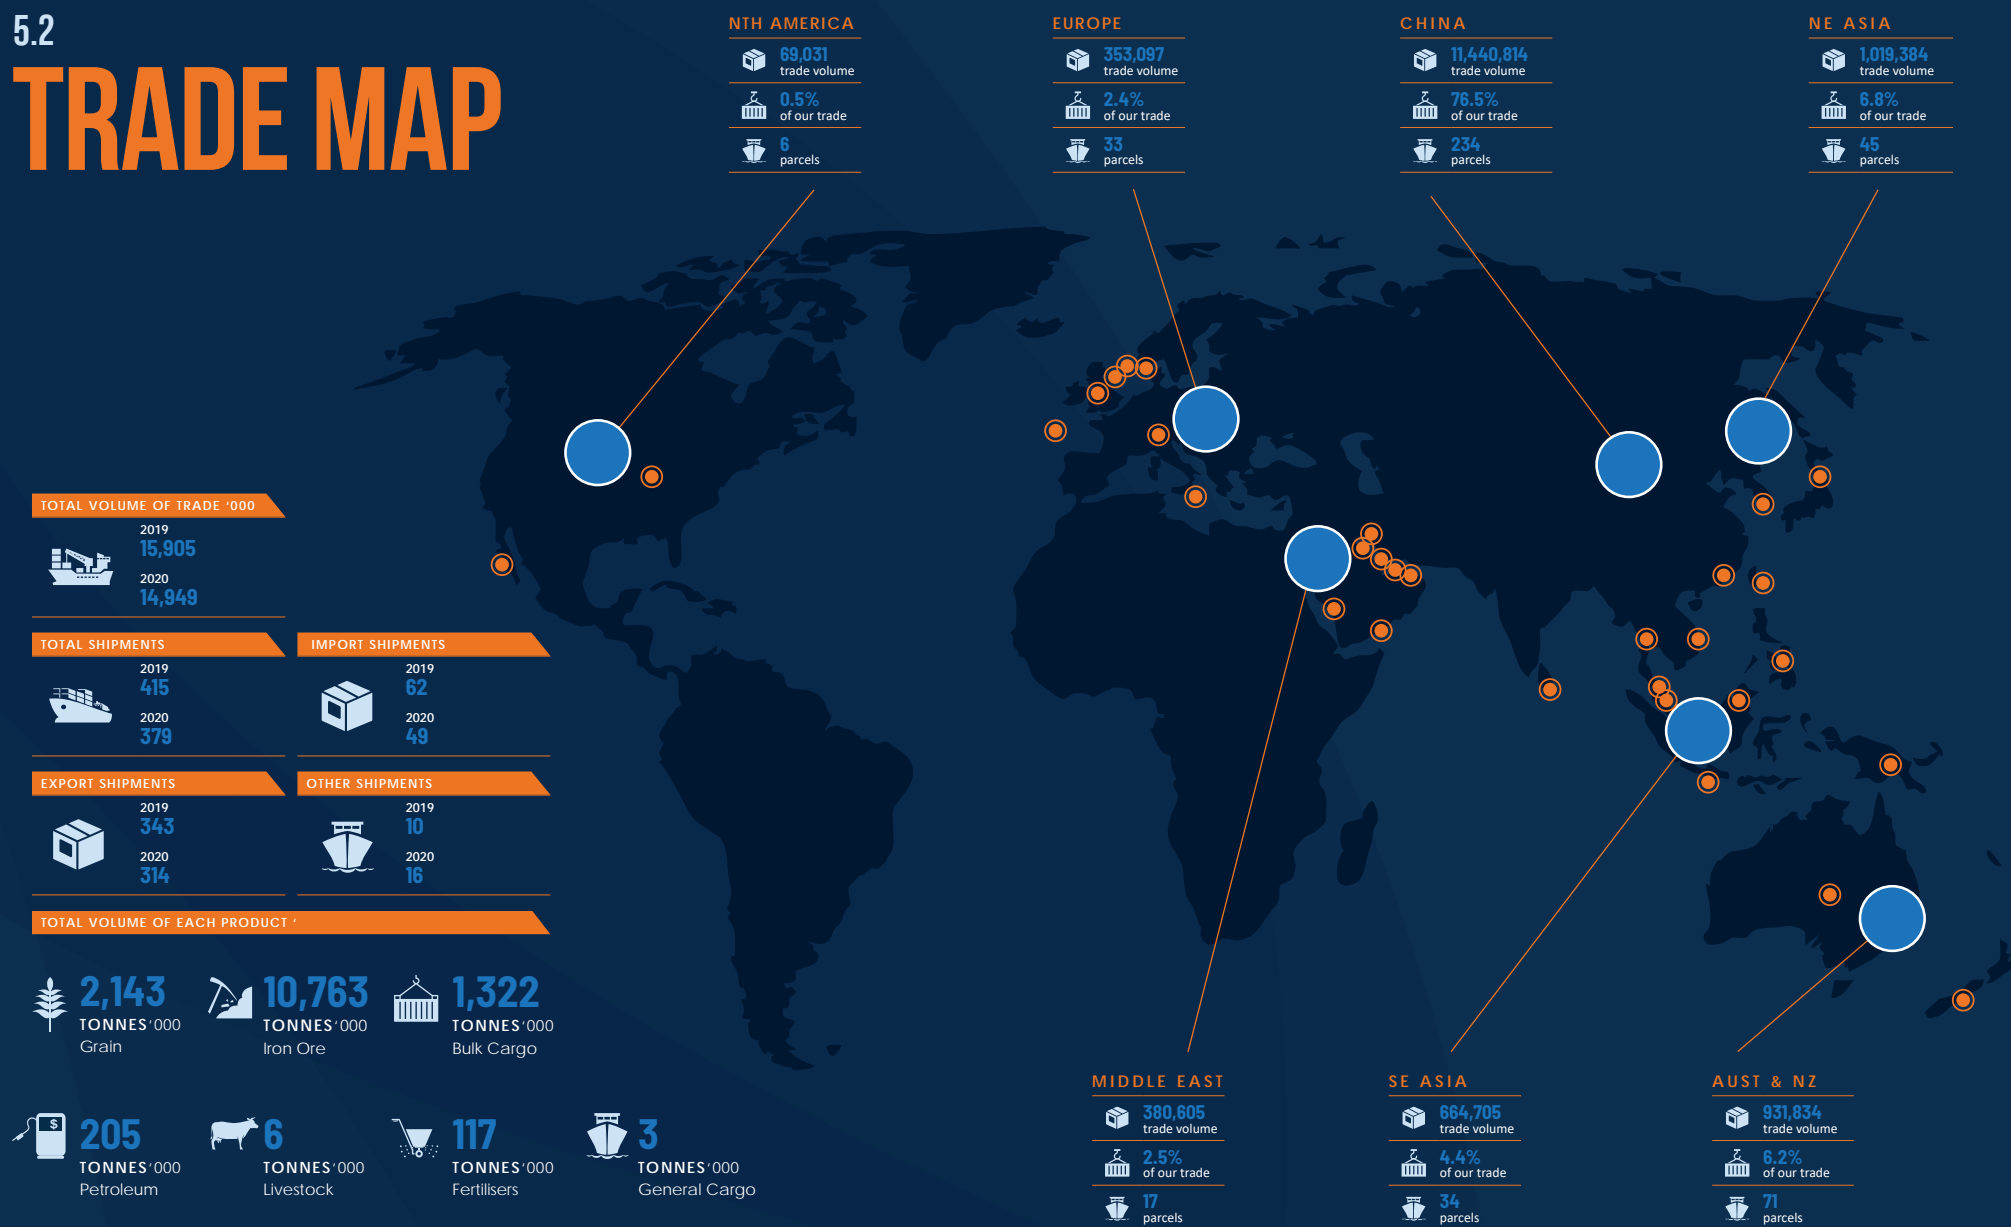 5.2
TRADE MAP
NTH AMERICA
69,031
trade volume
0.5%
of our trade
6
parcels
EUROPE
353,097
trade volume
2.4%
of our trade
33
parcels
CHINA
11,440,814
trade volume
76.5%
of our trade
234
parcels
NE ASIA
1,019,384
trade volume
6.8%
of our trade
45
parcels
TOTAL VOLUME OF TRADE ‘000
2019
15,905
2020
14,949
TOTAL SHIPMENTS
2019
415
2020
379
IMPORT SHIPMENTS
2019
62
2020
49
EXPORT SHIPMENTS
2019
343
2020
314
OTHER SHIPMENTS
2019
10
2020
16
TOTAL VOLUME OF EACH PRODUCT ‘
2,143
TONNES‘000
Grain
10,763
TONNES‘000
Iron Ore
1,322
TONNES‘000
Bulk Cargo
$
205
TONNES‘000
Petroleum
6
TONNES‘000
Livestock
117
TONNES‘000
Fertilisers
3
TONNES‘000
General Cargo
MIDDLE EAST
380,605
trade volume
2.5%
of our trade
17
parcels
SE ASIA
664,705
trade volume
4.4%
of our trade
34
parcels
AUST & NZ
931,834
trade volume
6.2%
of our trade
71
parcels